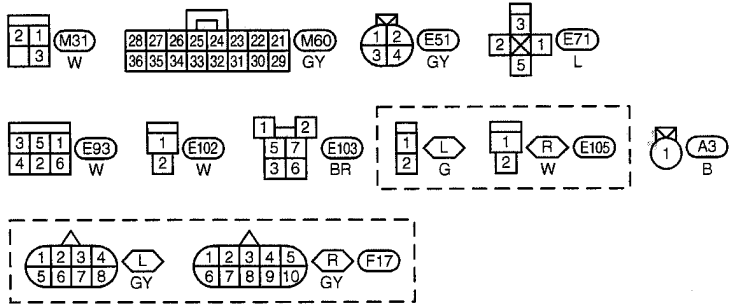 2 1 M31
3
W
28 27 26 25 24 23 22 21 M60
36 35 34 33 32 31 30 29
GY
1 2 E51
3 4
GY
3
2 1 E71
5
L
3 5 1 E93
4 2 6
W
1 E102
2
W
1 2
5 7 E103
3 6
BR
1 L
2
G
1 R E105
2
W
1 A3
B
1 2 3 4 L
5 6 7 8
GY
1 2 3 4 5 R F17
6 7 8 9 10
GY